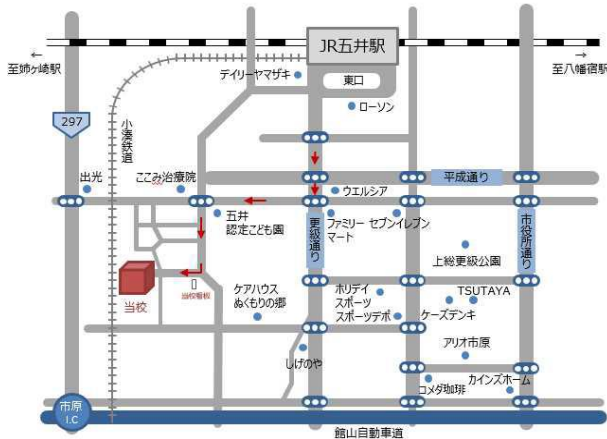 JR五井駅
←
至姉ヶ崎駅
→
至八幡宿駅
東口
デイリーヤマザキ
ローソン
297
小湊鉄道
出光
ここみ治療院
平成通り
ウエルシア
五井
認定こども園
更級通り
ファミリー
マート
セブンイレブン
市役所通り
上総更級公園
当校
当校看板
ケアハウス
ぬくもりの郷
ホリデイ
スポーツ
スポーツデポ
TSUTAYA
ケーズデンキ
しげのや
アリオ市原
コメダ珈琲
カインズホーム
市原
I.C
館山自動車道